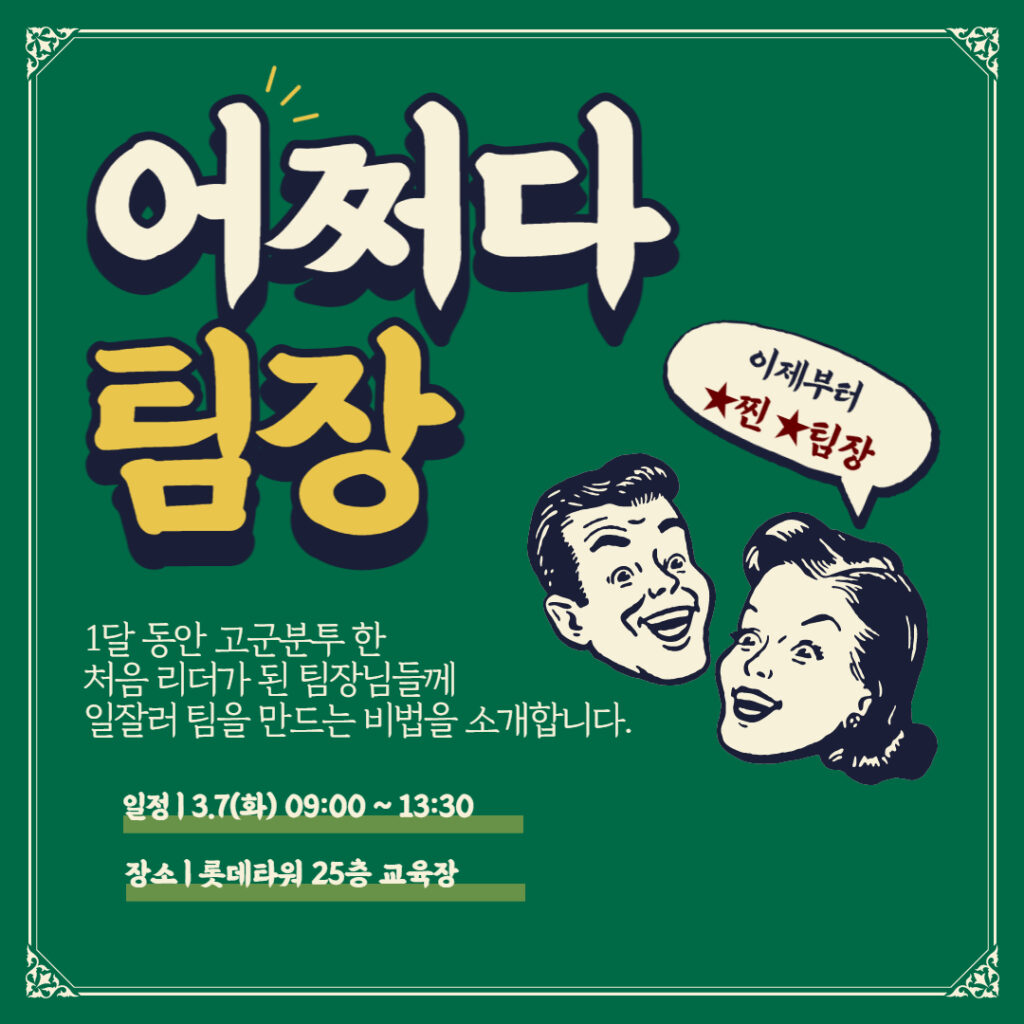 어쩌다
팀장
이제부터
★찐 ★팀장
1달 동안 고군분투 한
처음 리더가 된 팀장님들께
일잘러 팀을 만드는 비법을 소개합니다.
일정 | 3.7(화) 09:00 ~ 13:30
장소 | 롯데타워 25층 교육장